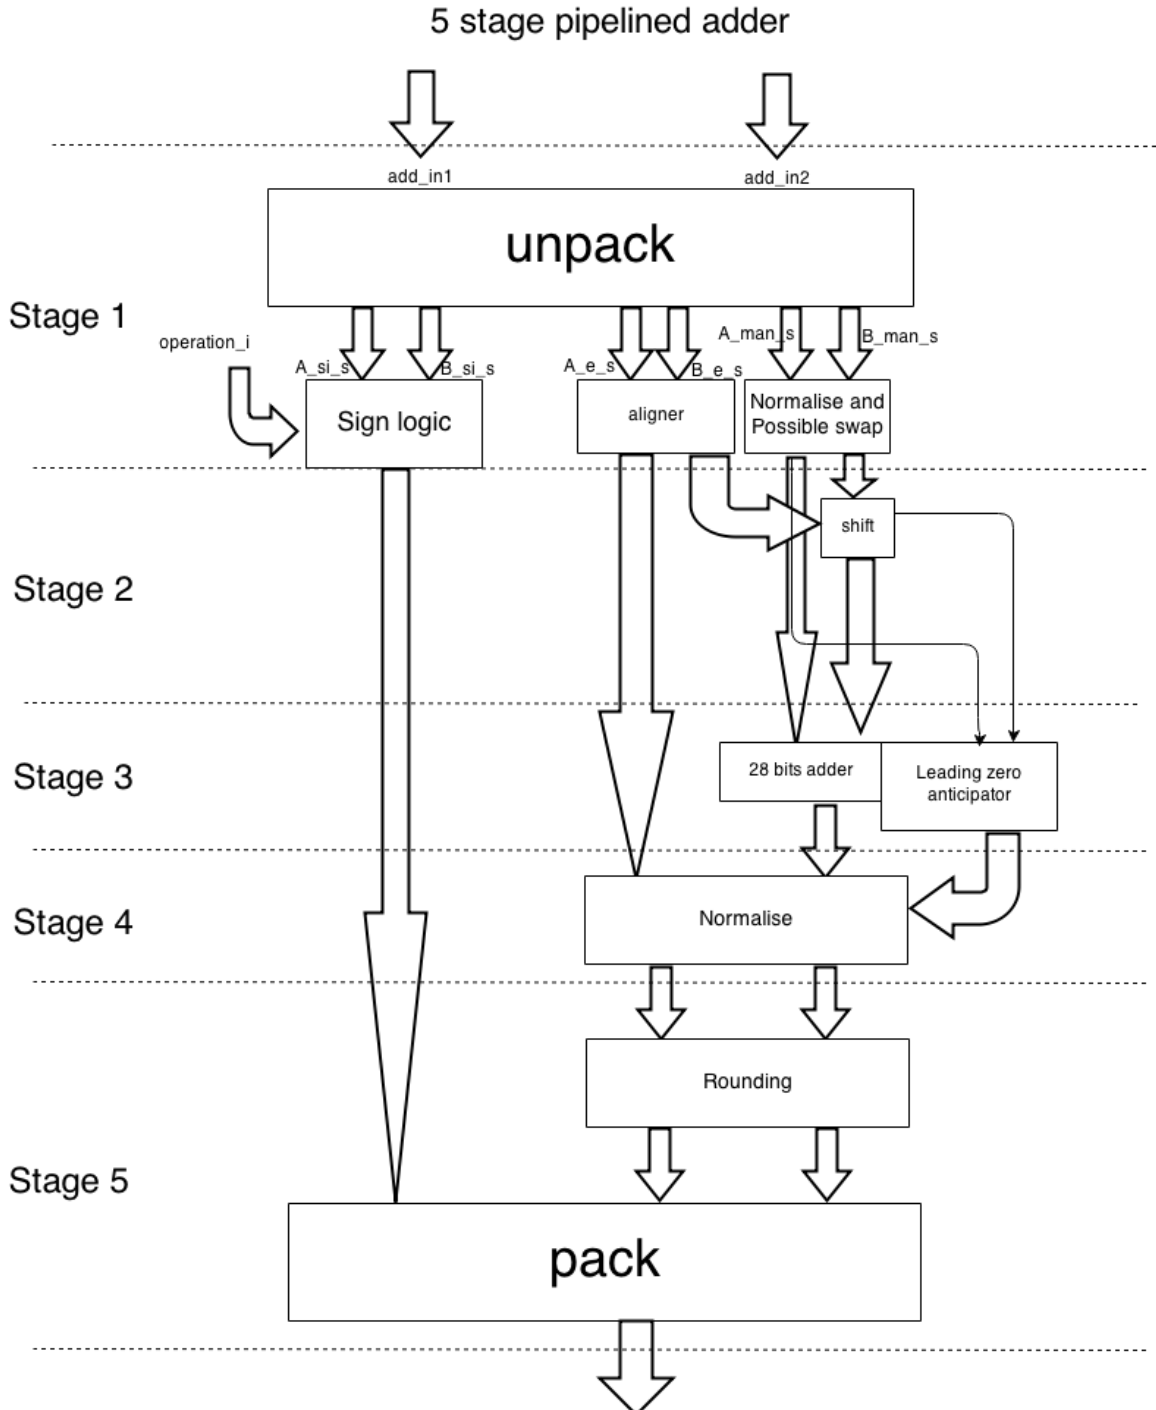 5 stage pipelined adder
add_in1
add_in2
unpack
Stage 1
operation_i
A_si_s
B_si_s
A_e_s
B_e_s
A_man_s
B_man_s
Sign logic
aligner
Normalise and
Possible swap
shift
Stage 2
Stage 3
28 bits adder
Leading zero
anticipator
Stage 4
Normalise
Rounding
Stage 5
pack